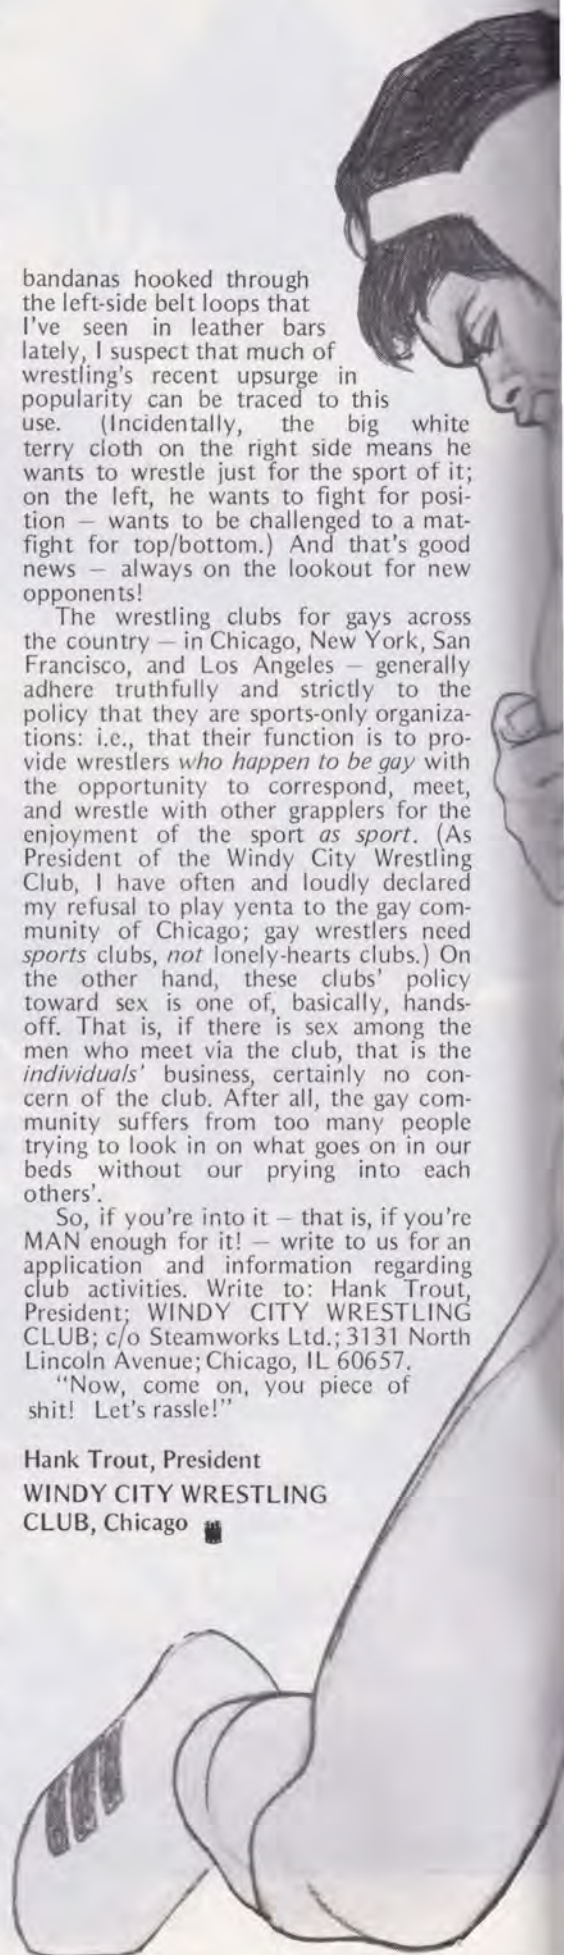 bandanas hooked through
the left-side belt loops that
I've seen in leather bars
lately, I suspect that much of
wrestling's recent upsurge in
popularity can be traced to this
use. (Incidentally, the big white
terry cloth on the right side means he
wants to wrestle just for the sport of it;
on the left, he wants to fight for posi-
tion — wants to be challenged to a mat-
fight for top/bottom.) And that's good
news — always on the lookout for new
opponents!
The wrestling clubs for gays across
the country — in Chicago, New York, San
Francisco, and Los Angeles — generally
adhere truthfully and strictly to the
policy that they are sports-only organiza-
tions: i.e., that their function is to pro-
vide wrestlers who happen to be gay with
the opportunity to correspond, meet,
and wrestle with other grapplers for the
enjoyment of the sport as sport. (As
President of the Windy City Wrestling
Club, I have often and loudly declared
my refusal to play yenta to the gay com-
munity of Chicago; gay wrestlers need
sports clubs, not lonely-hearts clubs.) On
the other hand, these clubs' policy
toward sex is one of, basically, hands-
off. That is, if there is sex among the
men who meet via the club, that is the
individuals' business, certainly no con-
cern of the club. After all, the gay com-
munity suffers from too many people
trying to look in on what goes on in our
beds without our prying into each
others'.
So, if you're into it — that is, if you're
MAN enough for it! — write to us for an
application and information regarding
club activities. Write to: Hank Trout,
President; WINDY CITY WRESTLING
CLUB; c/o Steamworks Ltd.; 3131 North
Lincoln Avenue; Chicago, IL 60657.
"Now, come on, you piece of
shit! Let's rassle!"
Hank Trout, President
WINDY CITY WRESTLING
CLUB, Chicago